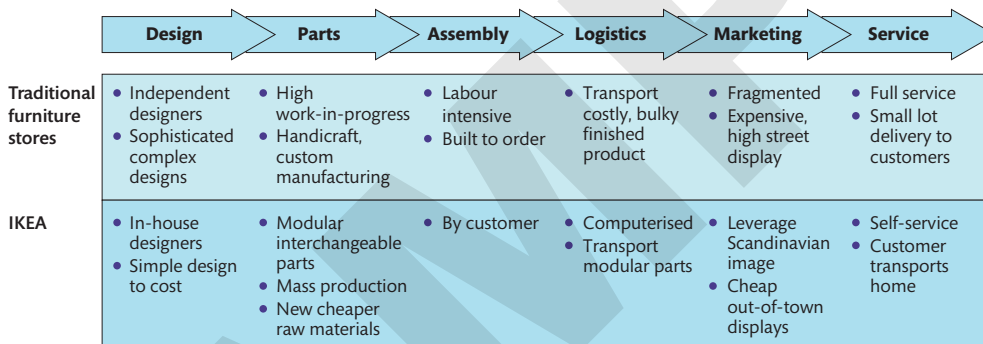 Design
Parts
Assembly
Logistics
Marketing
Service
Traditional
furniture
stores
• Independent
designers
• Sophisticated
complex
designs
• High
work-in-progress
• Handicraft,
custom
manufacturing
• Labour
intensive
• Built to order
• Transport
costly, bulky
finished
product
• Fragmented
• Expensive,
high street
display
• Full service
• Small lot
delivery to
customers
IKEA
• In-house
designers
• Simple design
to cost
• Modular,
interchangeable
parts
• Mass production
• New cheaper
raw materials
• By customer
• Computerised
• Transport
modular parts
• Leverage
Scandinavian
image
• Cheap
out-of-town
displays
• Self-service
• Customer
transports
home